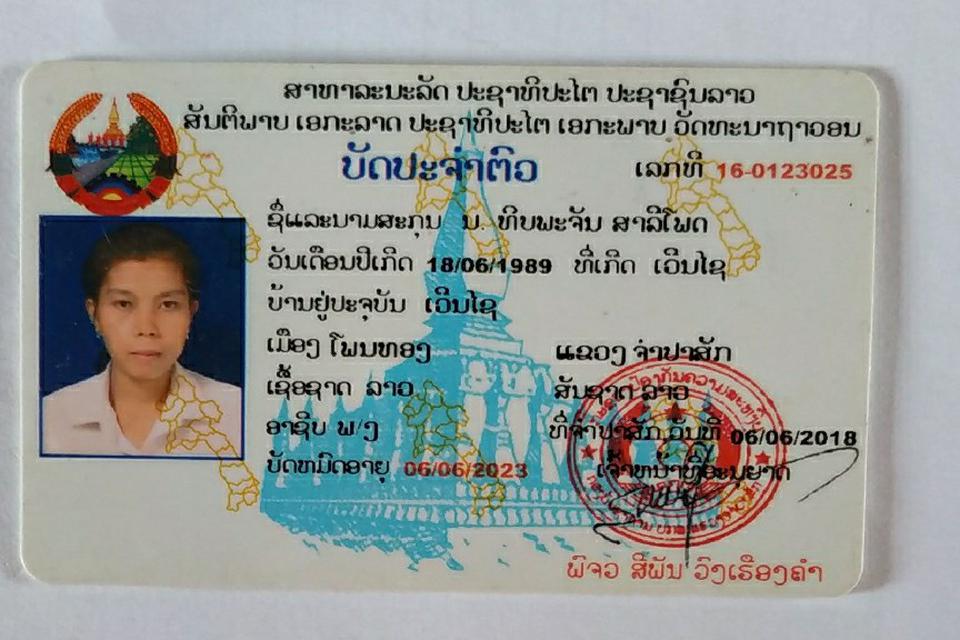 ສາທາລະນະລັດ ປະຊາທິປະໄຕ ປະຊາຊົນລາວ
ສັນຕິພາບ ເອກະລາດ ປະຊາທິປະໄຕ ເອກະພາບ ວັດທະນາຖາວອນ
ບັດປະຈຳຕົວ ເລກທີ 16-0123025
ຊື່ແລະນາມສະກຸນ ນ. ທິບພະຈັນ ສາລີໂພດ
ວັນເດືອນປີເກີດ 18/06/1989 ທີ່ເກີດ ເວີນໄຊ
ບ້ານຢູ່ປະຈຸບັນ ເວີນໄຊ
ເມືອງ ໂພນທອງ ແຂວງ ຈຳປາສັກ
ເຊື້ອຊາດ ລາວ ສັນຊາດ ລາວ
ອາຊີບ ພ/ງ ທີ່ຈຳປາສັກ ວັນທີ 06/06/2018
ບັດໝົດອາຍຸ 06/06/2023 ເຈົ້າຫນ້າທີ່ອະນຸຍາດ
ພັຈວ ສີພັນ ວົງເຮືອງຄຳ